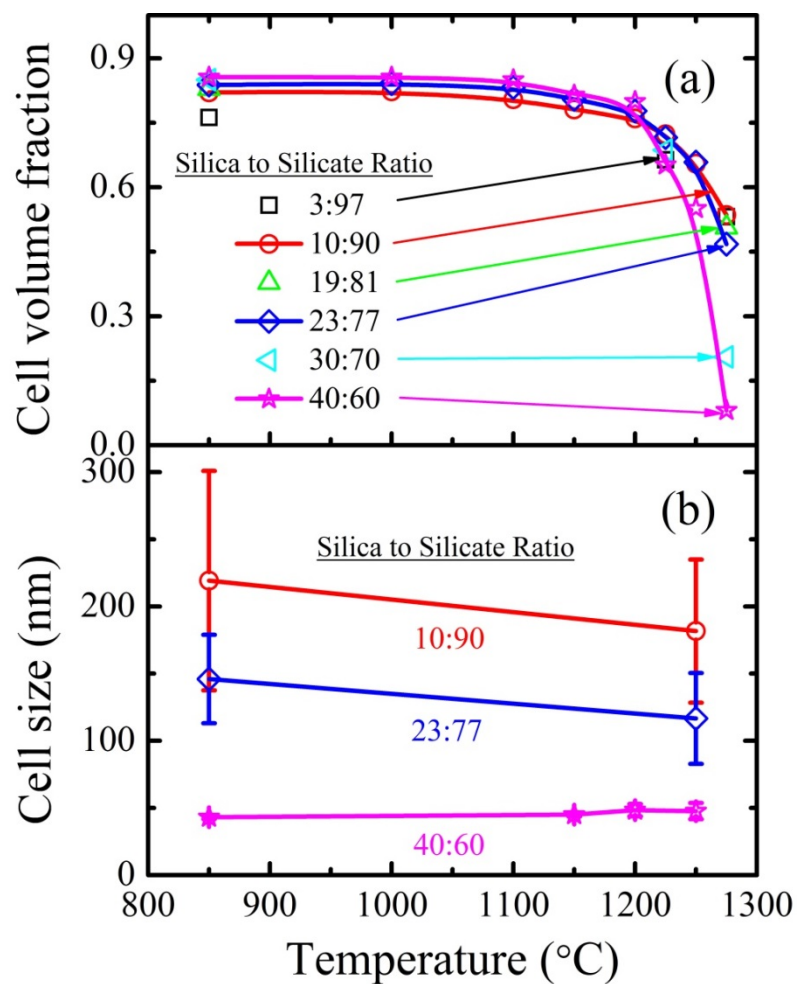 (a)
Cell volume fraction
0.9
0.6
0.3
0.0
Silica to Silicate Ratio
3:97
10:90
19:81
23:77
30:70
40:60
(b)
Cell size (nm)
300
200
100
0
Silica to Silicate Ratio
10:90
23:77
40:60
800 900 1000 1100 1200 1300
Temperature (°C)